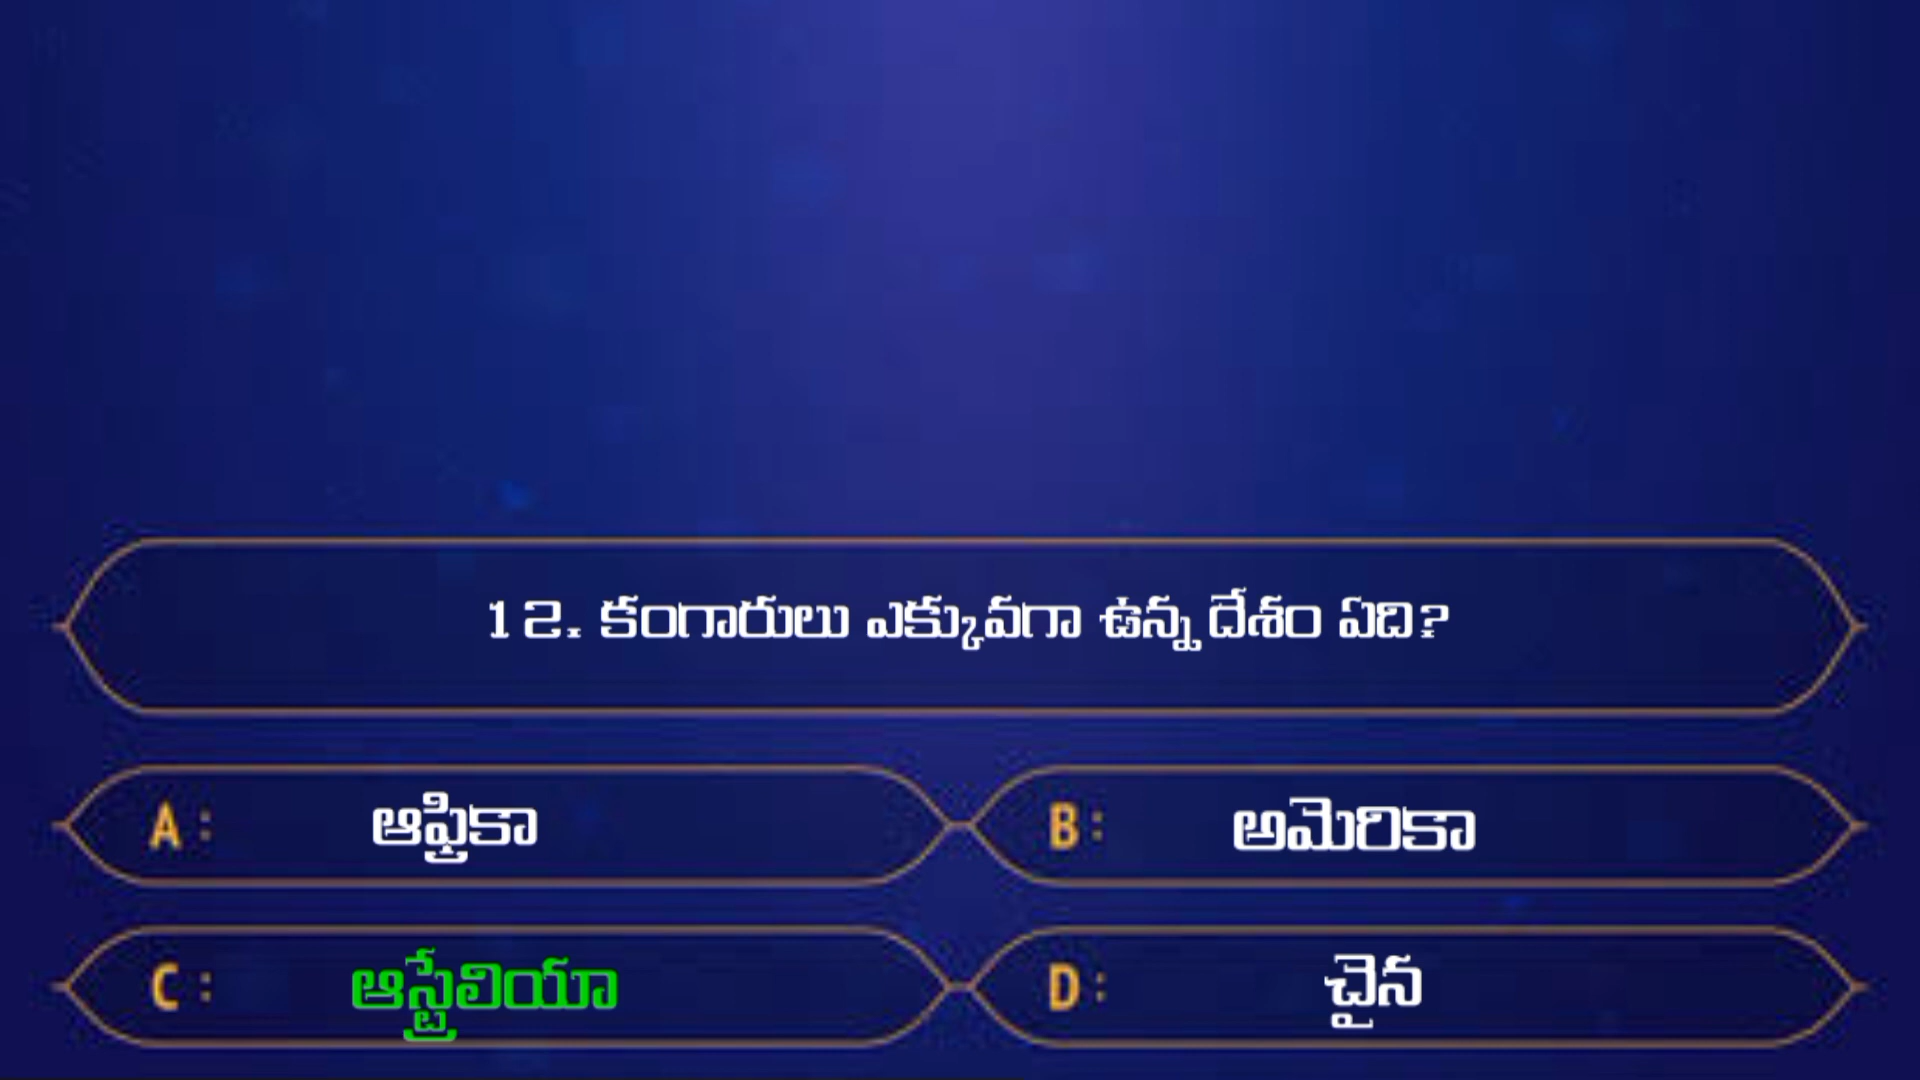 12. కంగారులు ఎక్కువగా ఉన్న దేశం ఏది?
A: ఆఫ్రికా
B: అమెరికా
C: ఆస్ట్రేలియా
D: చైన